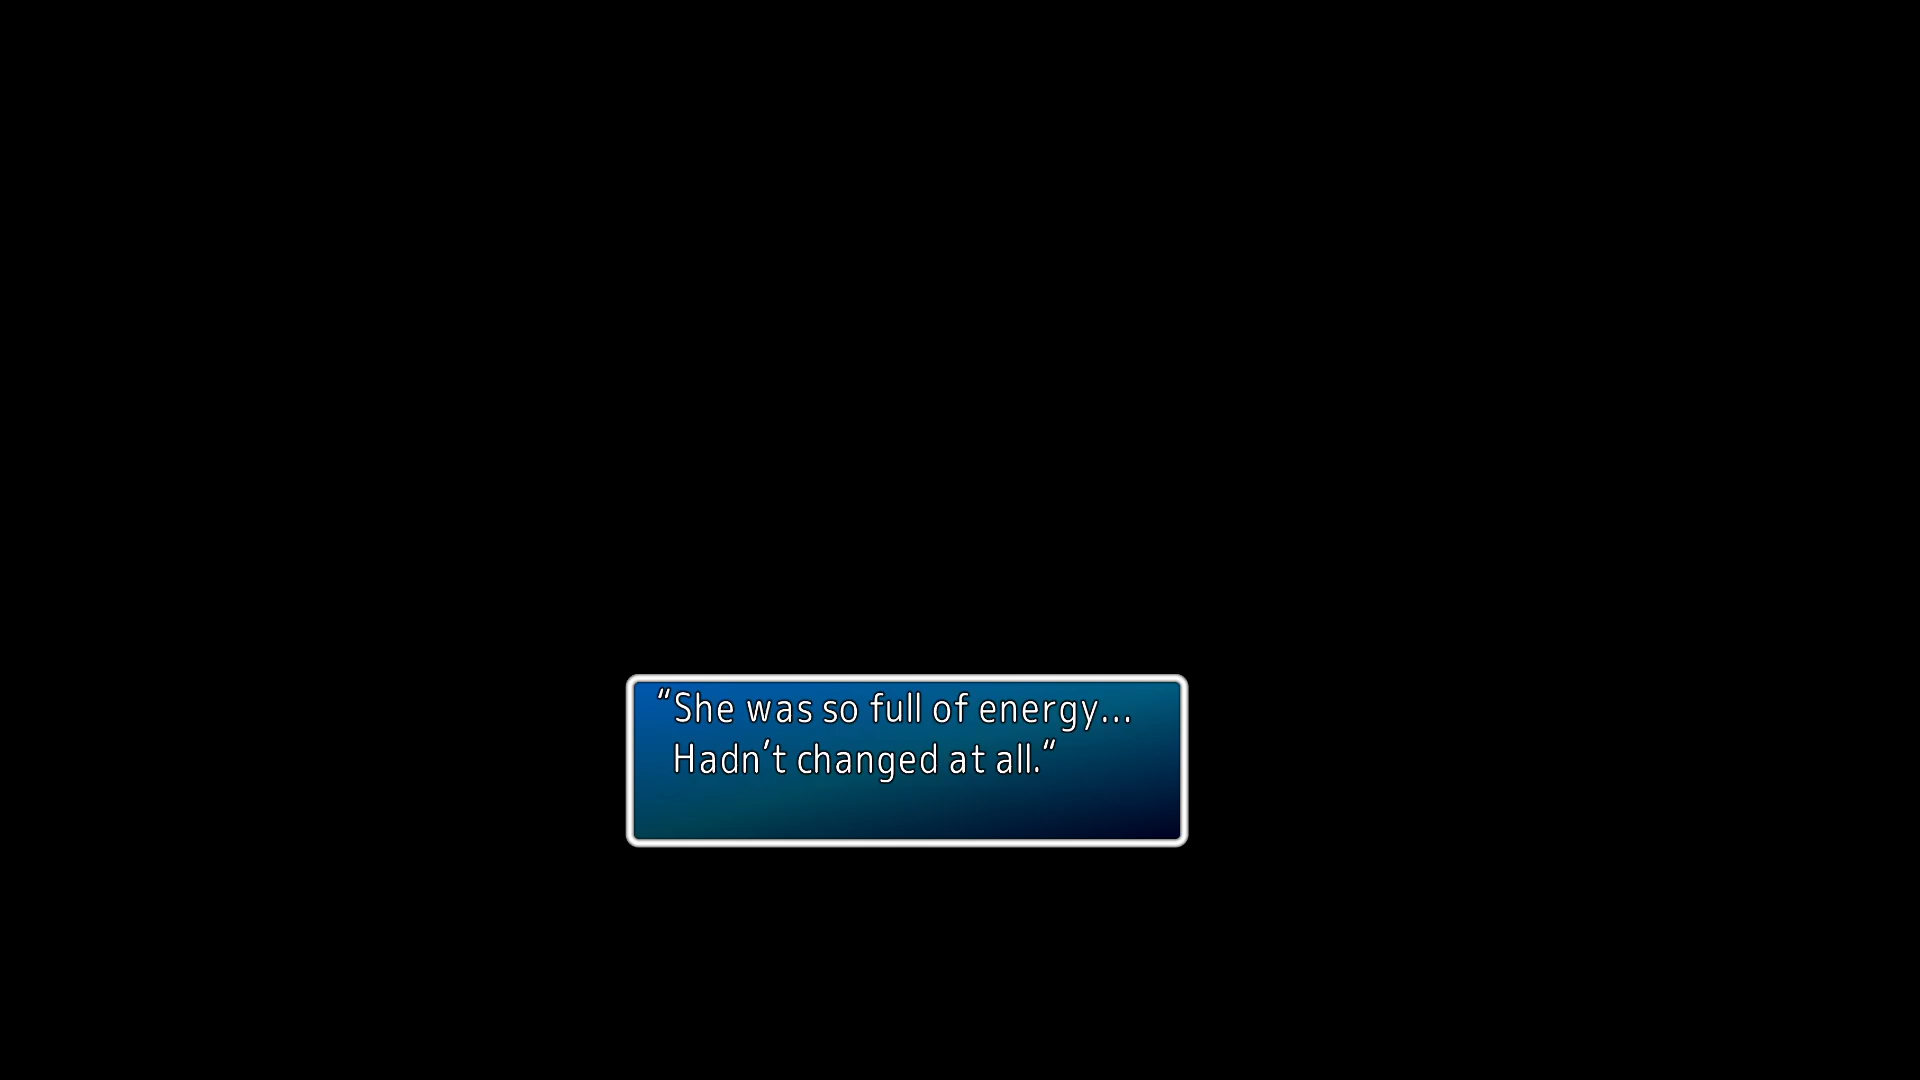 “She was so full of energy...
Hadn’t changed at all.“